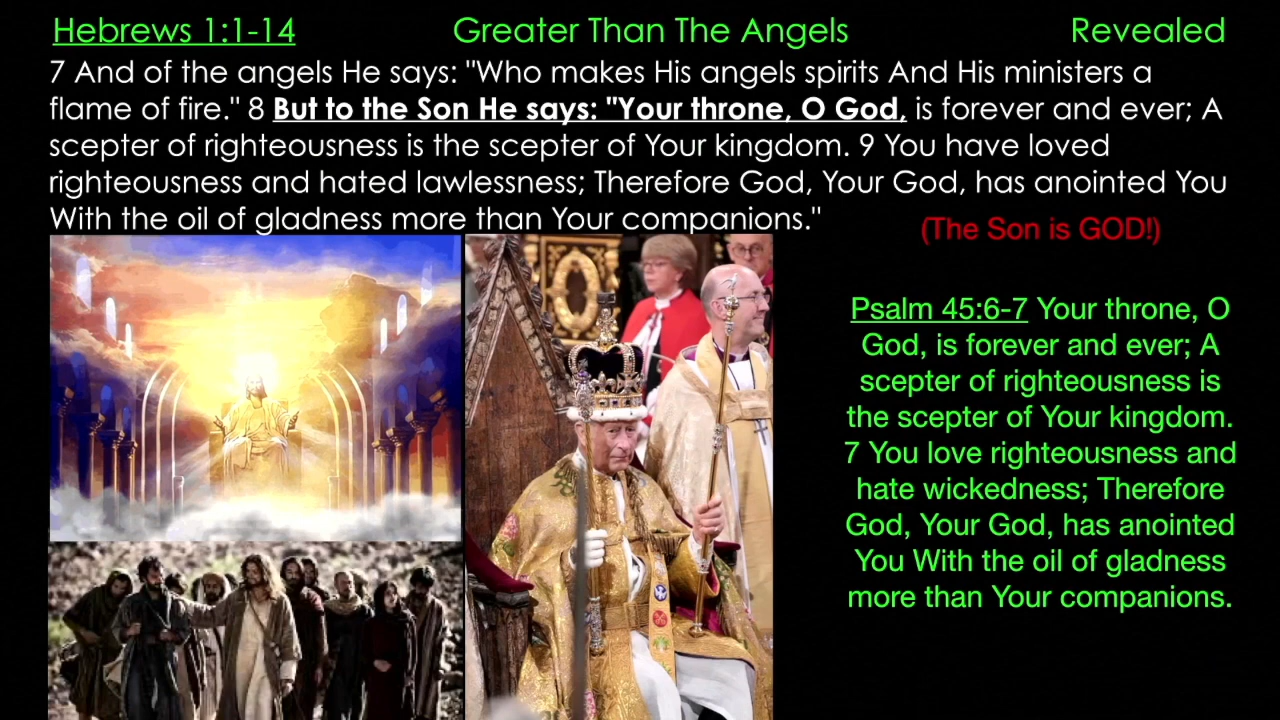 Hebrews 1:1-14 Greater Than The Angels Revealed
7 And of the angels He says: "Who makes His angels spirits And His ministers a
flame of fire." 8 But to the Son He says: "Your throne, O God, is forever and ever; A
scepter of righteousness is the scepter of Your kingdom. 9 You have loved
righteousness and hated lawlessness; Therefore God, Your God, has anointed You
With the oil of gladness more than Your companions."
(The Son is GOD!)
Psalm 45:6-7 Your throne, O
God, is forever and ever; A
scepter of righteousness is
the scepter of Your kingdom.
7 You love righteousness and
hate wickedness; Therefore
God, Your God, has anointed
You With the oil of gladness
more than Your companions.